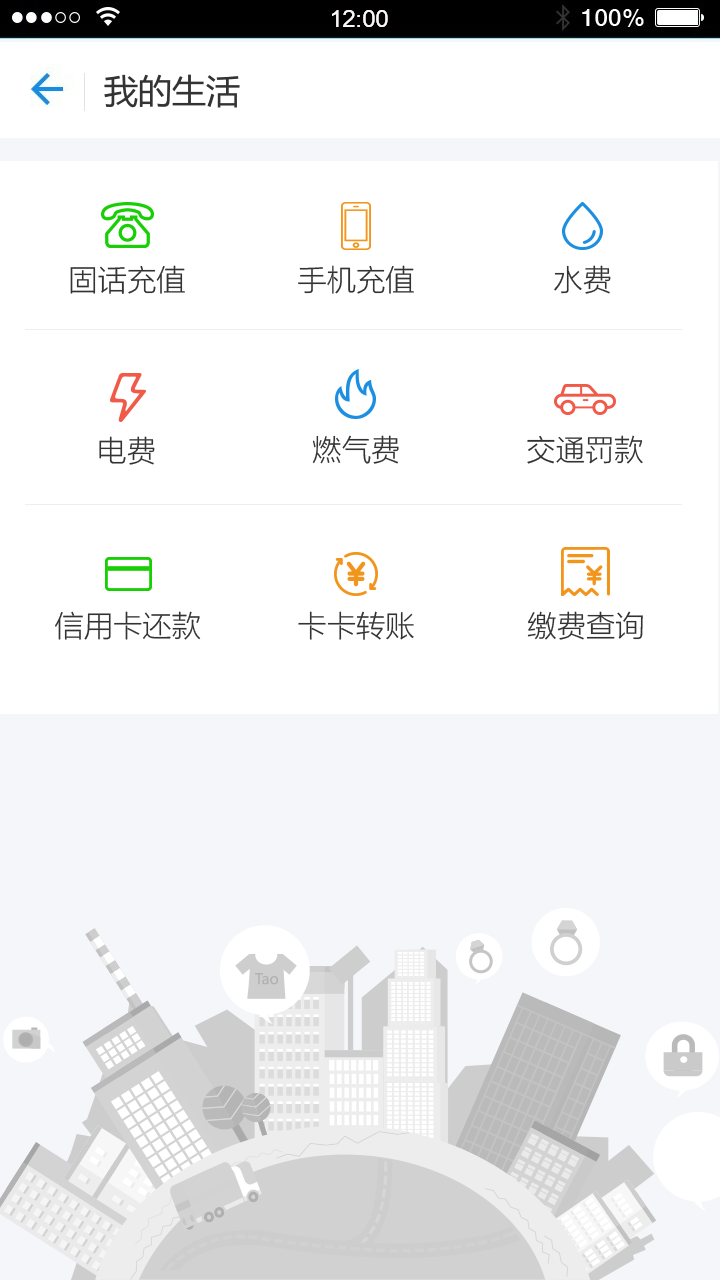 12:00 100%
我的生活
固话充值 手机充值 水费
电费 燃气费 交通罚款
信用卡还款 卡卡转账 缴费查询
Tao